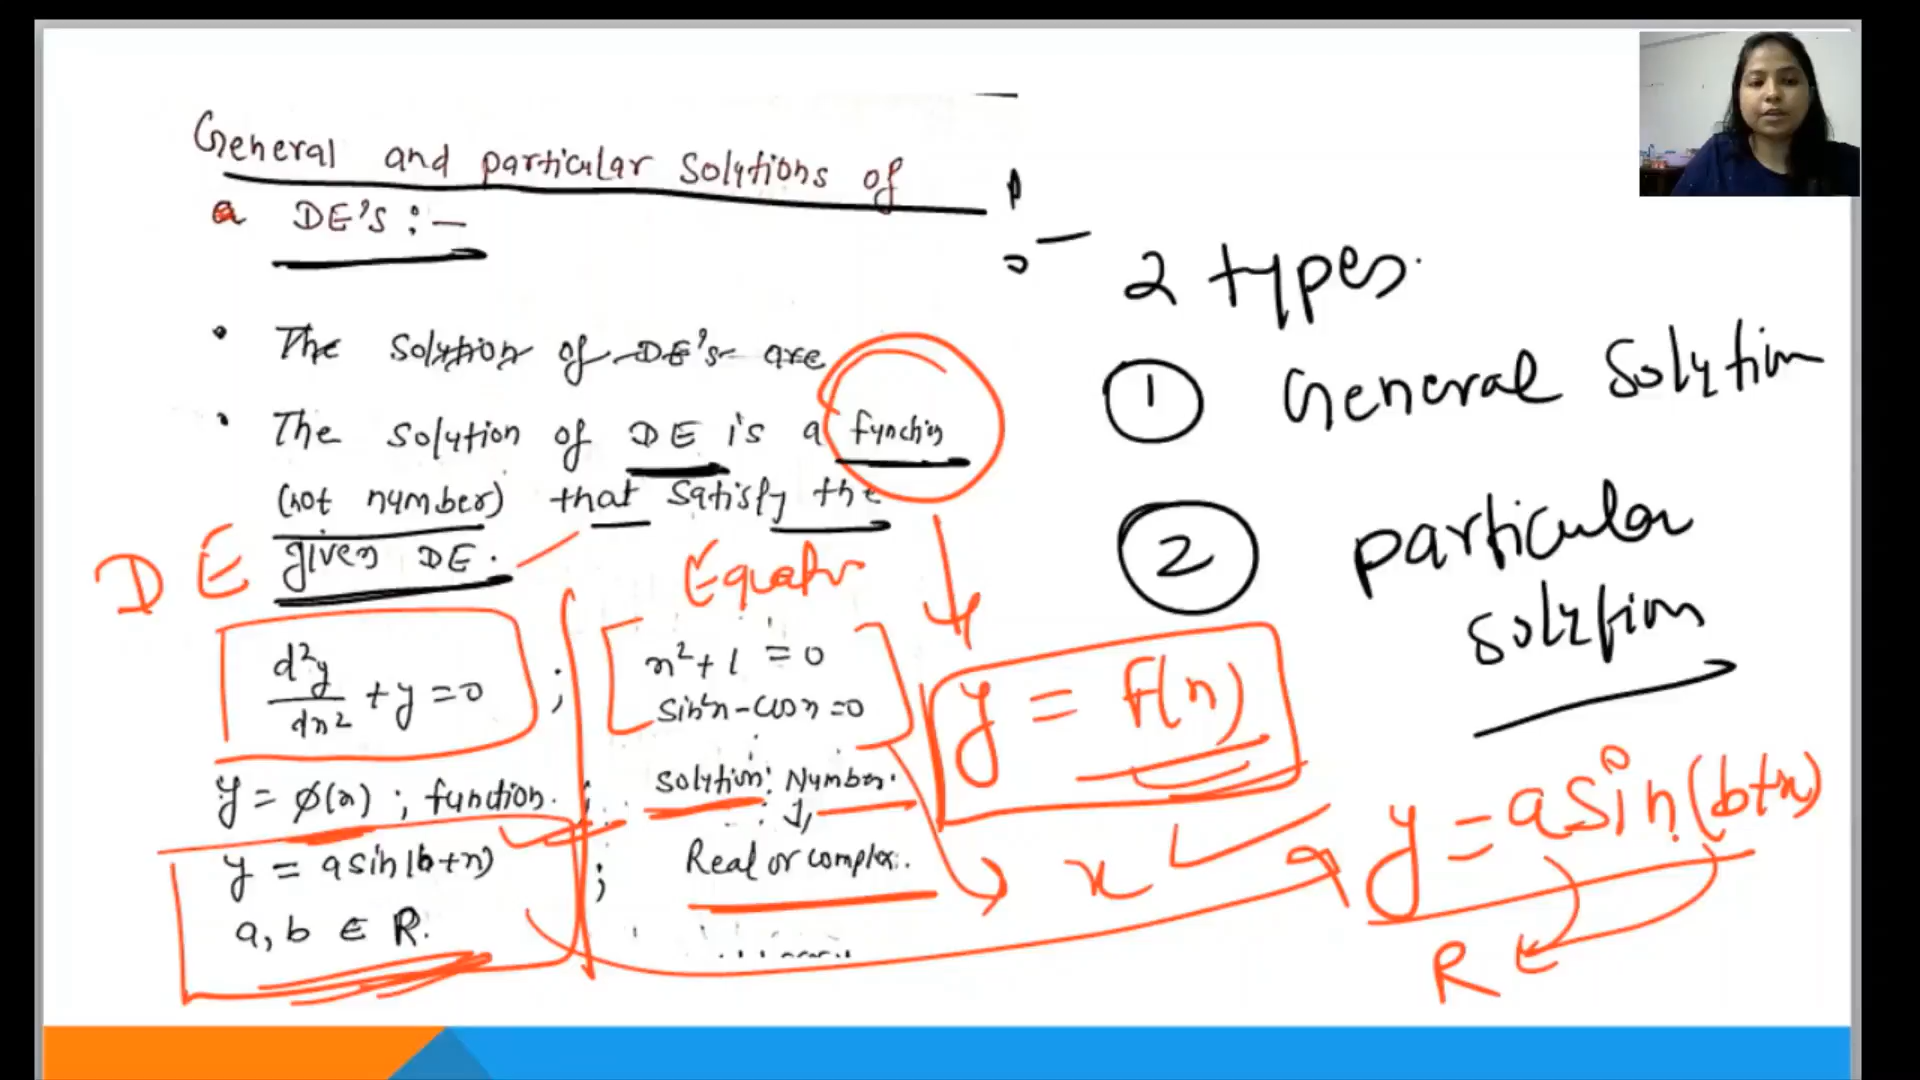 General and particular solutions of
a DE's :-
• The solution of DE's are
• The solution of DE is a function
(not number) that satisfy the
given DE.
D E
Equatn
d²y/dx² + y = 0 ;
x² + 1 = 0
sin²x - cos x = 0
y = φ(x) ; function. ;
solution: Number.
y = a sin(b+x) ;
Real or complex.
a, b ∈ R.
2 types.
① General Solution
② particular
solution
y = F(x)
x
y = a sin(b+x)
R